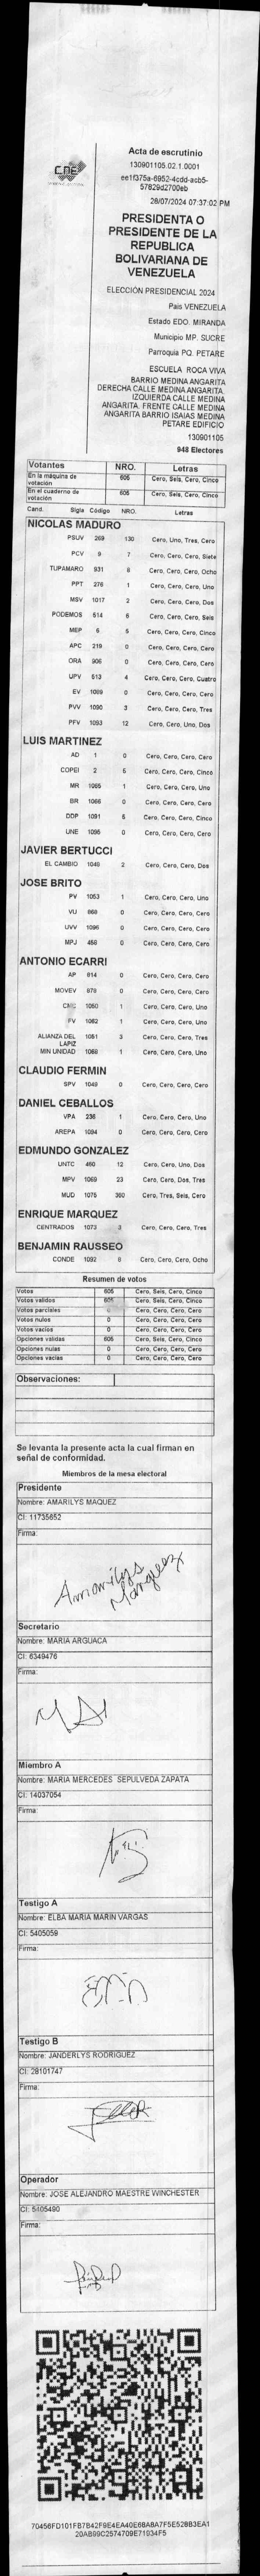 CNE
Acta de escrutinio
130901105.02.1.0001
ee1f375a-6952-4cdd-acb5-
57829d2700eb
28/07/2024 07:37:02 PM
PRESIDENTA O
PRESIDENTE DE LA
REPUBLICA
BOLIVARIANA DE
VENEZUELA
ELECCIÓN PRESIDENCIAL 2024
Pais VENEZUELA
Estado EDO. MIRANDA
Municipio MP. SUCRE
Parroquia PQ. PETARE
ESCUELA ROCA VIVA
BARRIO MEDINA ANGARITA
DERECHA CALLE MEDINA ANGARITA.
IZQUIERDA CALLE MEDINA
ANGARITA. FRENTE CALLE MEDINA
ANGARITA BARRIO ISAIAS MEDINA
PETARE EDIFICIO
130901105
948 Electores
Votantes NRO. Letras
En la máquina de votación 605 Cero, Seis, Cero, Cinco
En el cuaderno de votación 605 Cero, Seis, Cero, Cinco
Cand. Sigla Código NRO. Letras
NICOLAS MADURO
PSUV 269 130 Cero, Uno, Tres, Cero
PCV 9 7 Cero, Cero, Cero, Siete
TUPAMARO 931 8 Cero, Cero, Cero, Ocho
PPT 276 1 Cero, Cero, Cero, Uno
MSV 1017 2 Cero, Cero, Cero, Dos
PODEMOS 514 6 Cero, Cero, Cero, Seis
MEP 6 5 Cero, Cero, Cero, Cinco
APC 219 0 Cero, Cero, Cero, Cero
ORA 906 0 Cero, Cero, Cero, Cero
UPV 513 4 Cero, Cero, Cero, Cuatro
EV 1089 0 Cero, Cero, Cero, Cero
PVV 1090 3 Cero, Cero, Cero, Tres
PFV 1093 12 Cero, Cero, Uno, Dos
LUIS MARTINEZ
AD 1 0 Cero, Cero, Cero, Cero
COPEI 2 5 Cero, Cero, Cero, Cinco
MR 1065 1 Cero, Cero, Cero, Uno
BR 1066 0 Cero, Cero, Cero, Cero
DDP 1091 5 Cero, Cero, Cero, Cinco
UNE 1095 0 Cero, Cero, Cero, Cero
JAVIER BERTUCCI
EL CAMBIO 1049 2 Cero, Cero, Cero, Dos
JOSE BRITO
PV 1053 1 Cero, Cero, Cero, Uno
VU 868 0 Cero, Cero, Cero, Cero
UVV 1096 0 Cero, Cero, Cero, Cero
MPJ 458 0 Cero, Cero, Cero, Cero
ANTONIO ECARRI
AP 814 0 Cero, Cero, Cero, Cero
MOVEV 879 0 Cero, Cero, Cero, Cero
CMC 1050 1 Cero, Cero, Cero, Uno
FV 1062 1 Cero, Cero, Cero, Uno
ALIANZA DEL LAPIZ 1051 3 Cero, Cero, Cero, Tres
MIN UNIDAD 1068 1 Cero, Cero, Cero, Uno
CLAUDIO FERMIN
SPV 1048 0 Cero, Cero, Cero, Cero
DANIEL CEBALLOS
VPA 236 1 Cero, Cero, Cero, Uno
AREPA 1094 0 Cero, Cero, Cero, Cero
EDMUNDO GONZALEZ
UNTC 460 12 Cero, Cero, Uno, Dos
MPV 1069 23 Cero, Cero, Dos, Tres
MUD 1075 360 Cero, Tres, Seis, Cero
ENRIQUE MARQUEZ
CENTRADOS 1073 3 Cero, Cero, Cero, Tres
BENJAMIN RAUSSEO
CONDE 1092 8 Cero, Cero, Cero, Ocho
Resumen de votos
Votos 605 Cero, Seis, Cero, Cinco
Votos validos 605 Cero, Seis, Cero, Cinco
Votos parciales 0 Cero, Cero, Cero, Cero
Votos nulos 0 Cero, Cero, Cero, Cero
Votos vacios 0 Cero, Cero, Cero, Cero
Opciones validas 605 Cero, Seis, Cero, Cinco
Opciones nulas 0 Cero, Cero, Cero, Cero
Opciones vacias 0 Cero, Cero, Cero, Cero
Observaciones:
Se levanta la presente acta la cual firman en
señal de conformidad.
Miembros de la mesa electoral
Presidente
Nombre: AMARILYS MAQUEZ
CI: 11735652
Firma:
Amarilys
Marquez
Secretario
Nombre: MARIA ARGUACA
CI: 6349476
Firma:
Miembro A
Nombre: MARIA MERCEDES SEPULVEDA ZAPATA
CI: 14037054
Firma:
Testigo A
Nombre: ELBA MARIA MARIN VARGAS
CI: 5405059
Firma:
Testigo B
Nombre: JANDERLYS RODRIGUEZ
CI: 28101747
Firma:
Operador
Nombre: JOSE ALEJANDRO MAESTRE WINCHESTER
CI: 5405490
Firma:
70456FD101FB7B42F9E4EA40E68A8A7F5E528B3EA1
20AB99C2574709E71934F5